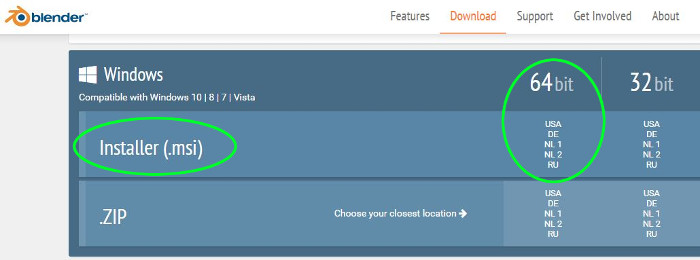 blender Features Download Support Get Involved About
Windows 64 bit 32 bit
Compatible with Windows 10 | 8 | 7 | Vista
Installer (.msi)
USA USA
DE DE
NL 1 NL 1
NL 2 NL 2
RU RU
.ZIP Choose your closest location
USA USA
DE DE
NL 1 NL 1
NL 2 NL 2
RU RU